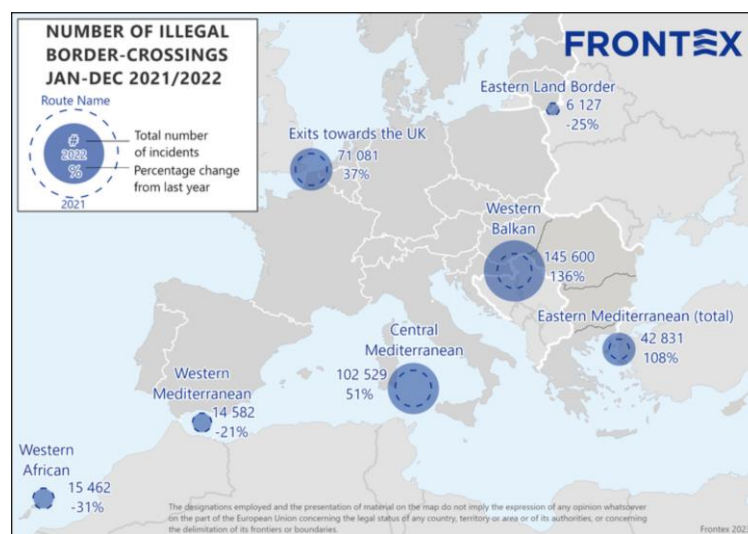 NUMBER OF ILLEGAL
BORDER-CROSSINGS
JAN-DEC 2021/2022
Route Name
#
2022
%
Total number
of incidents
Percentage change
from last year
2021
FRONTEX
Eastern Land Border
6 127
-25%
Exits towards the UK
71 081
37%
Western
Balkan
145 600
136%
Eastern Mediterranean (total)
42 831
108%
Central
Mediterranean
102 529
51%
Western
Mediterranean
14 582
-21%
Western
African
15 462
-31%
The designations employed and the presentation of material on the map do not imply the expression of any opinion whatsoever
on the part of the European Union concerning the legal status of any country, territory or area or of its authorities, or concerning
the delimitation of its frontiers or boundaries.